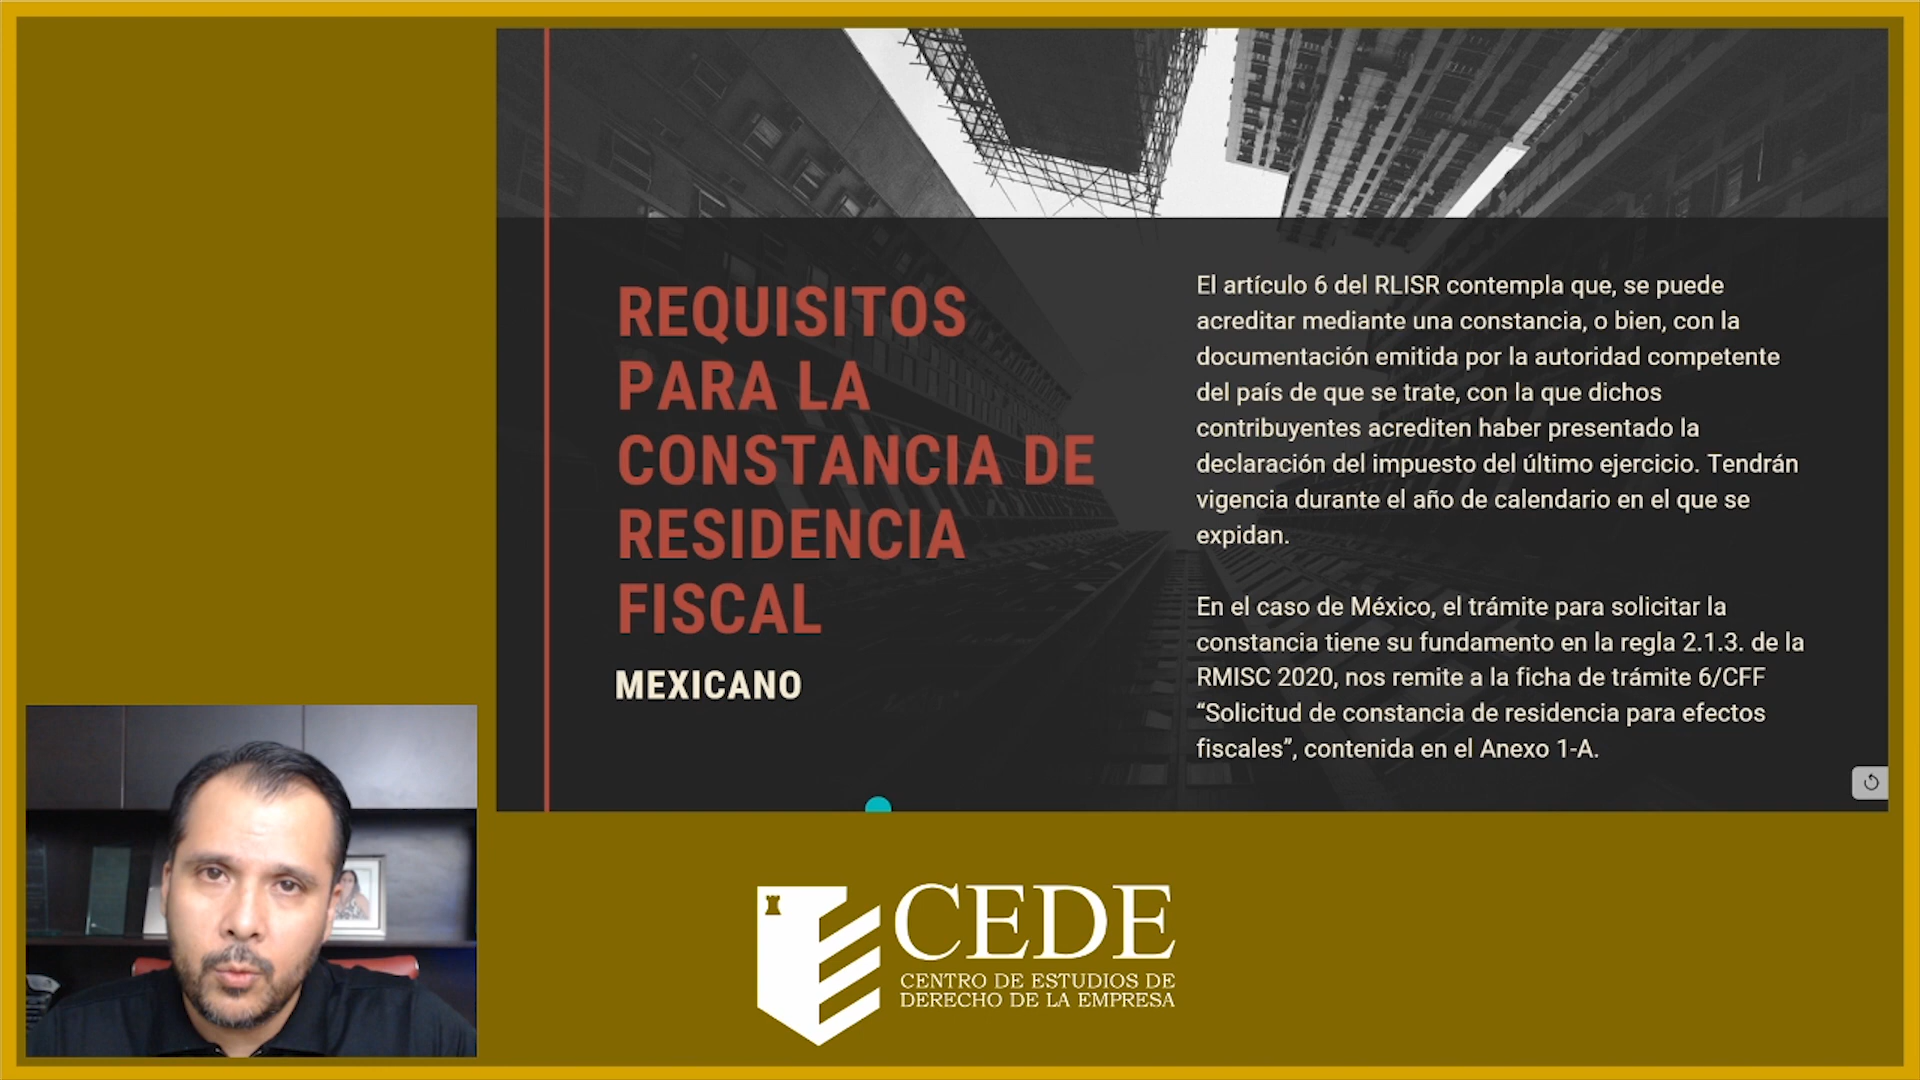 REQUISITOS
PARA LA
CONSTANCIA DE
RESIDENCIA
FISCAL
MEXICANO
El artículo 6 del RLISR contempla que, se puede
acreditar mediante una constancia, o bien, con la
documentación emitida por la autoridad competente
del país de que se trate, con la que dichos
contribuyentes acrediten haber presentado la
declaración del impuesto del último ejercicio. Tendrán
vigencia durante el año de calendario en el que se
expidan.
En el caso de México, el trámite para solicitar la
constancia tiene su fundamento en la regla 2.1.3. de la
RMISC 2020, nos remite a la ficha de trámite 6/CFF
“Solicitud de constancia de residencia para efectos
fiscales”, contenida en el Anexo 1-A.
CEDE
CENTRO DE ESTUDIOS DE
DERECHO DE LA EMPRESA